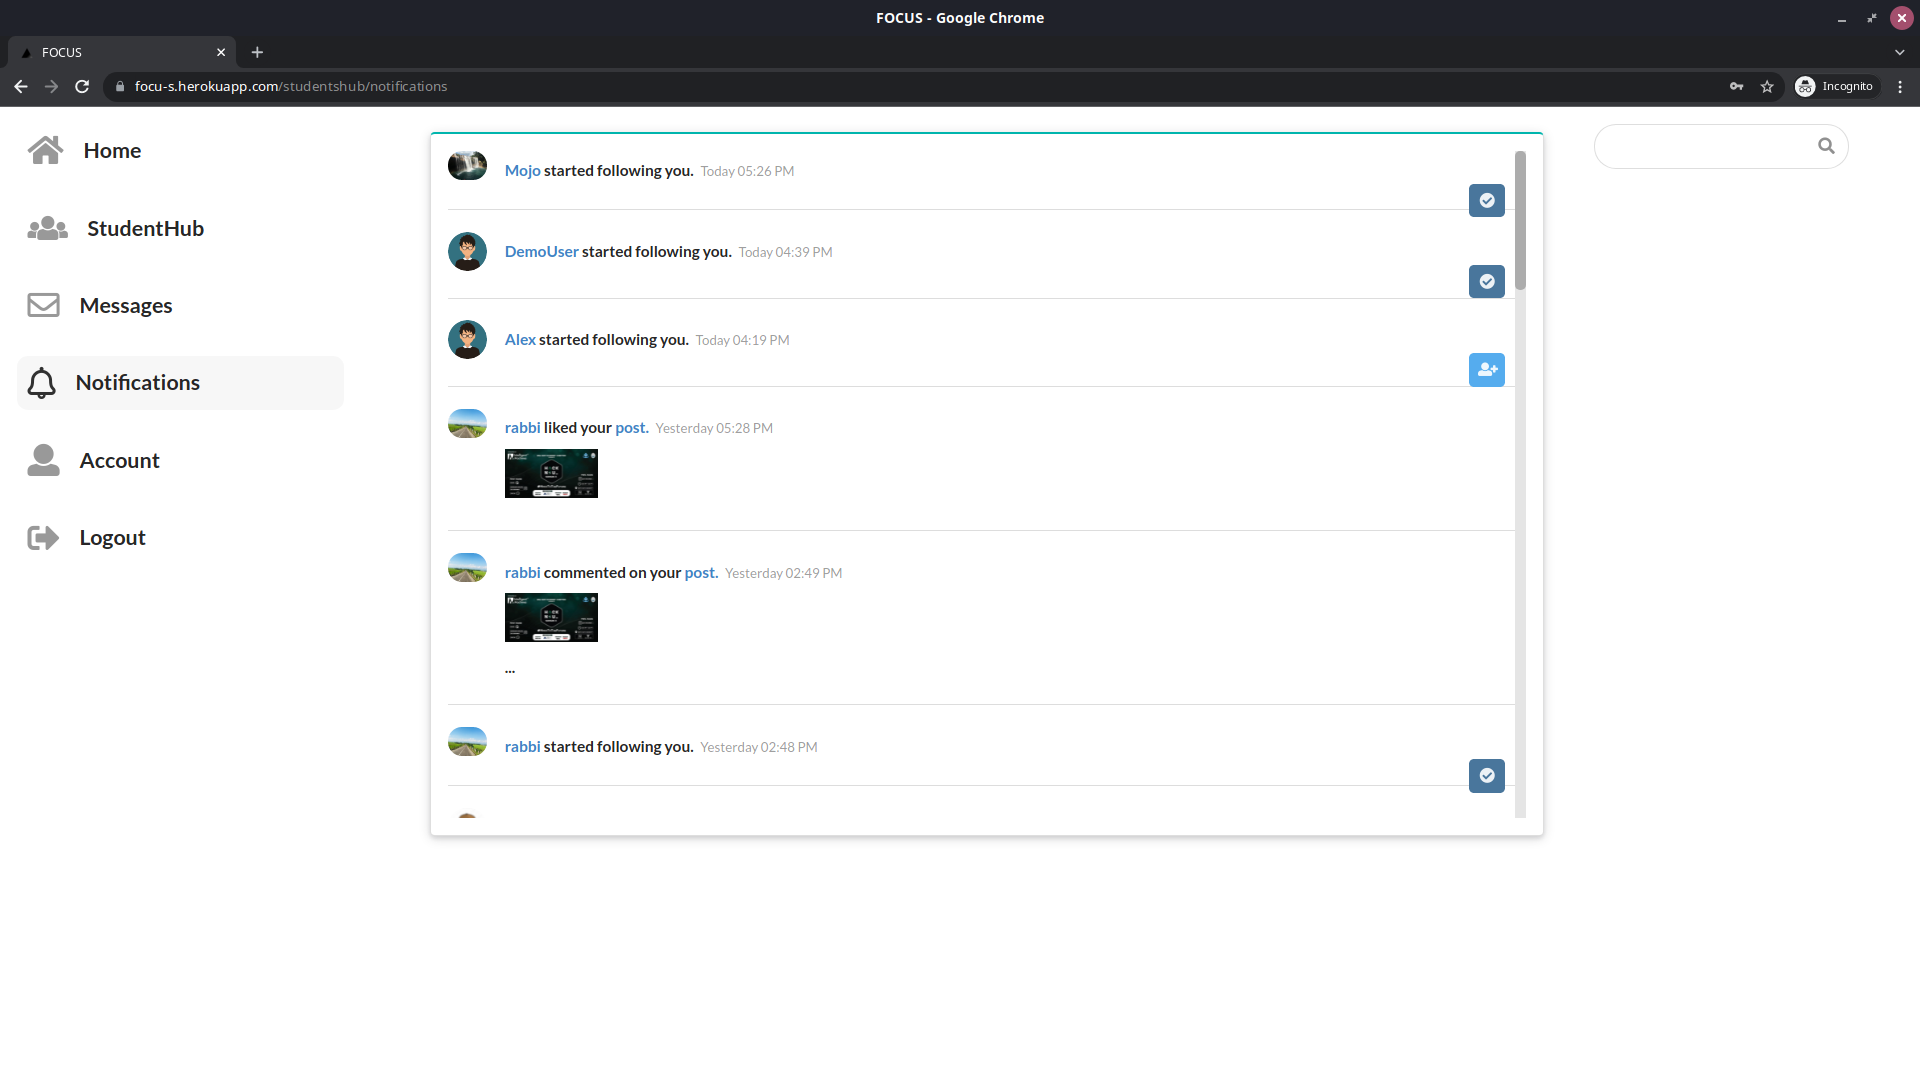 FOCUS - Google Chrome
FOCUS
focu-s.herokuapp.com/studentshub/notifications
Incognito
Home
StudentHub
Messages
Notifications
Account
Logout
Mojo started following you. Today 05:26 PM
DemoUser started following you. Today 04:39 PM
Alex started following you. Today 04:19 PM
rabbi liked your post. Yesterday 05:28 PM
rabbi commented on your post. Yesterday 02:49 PM
...
rabbi started following you. Yesterday 02:48 PM